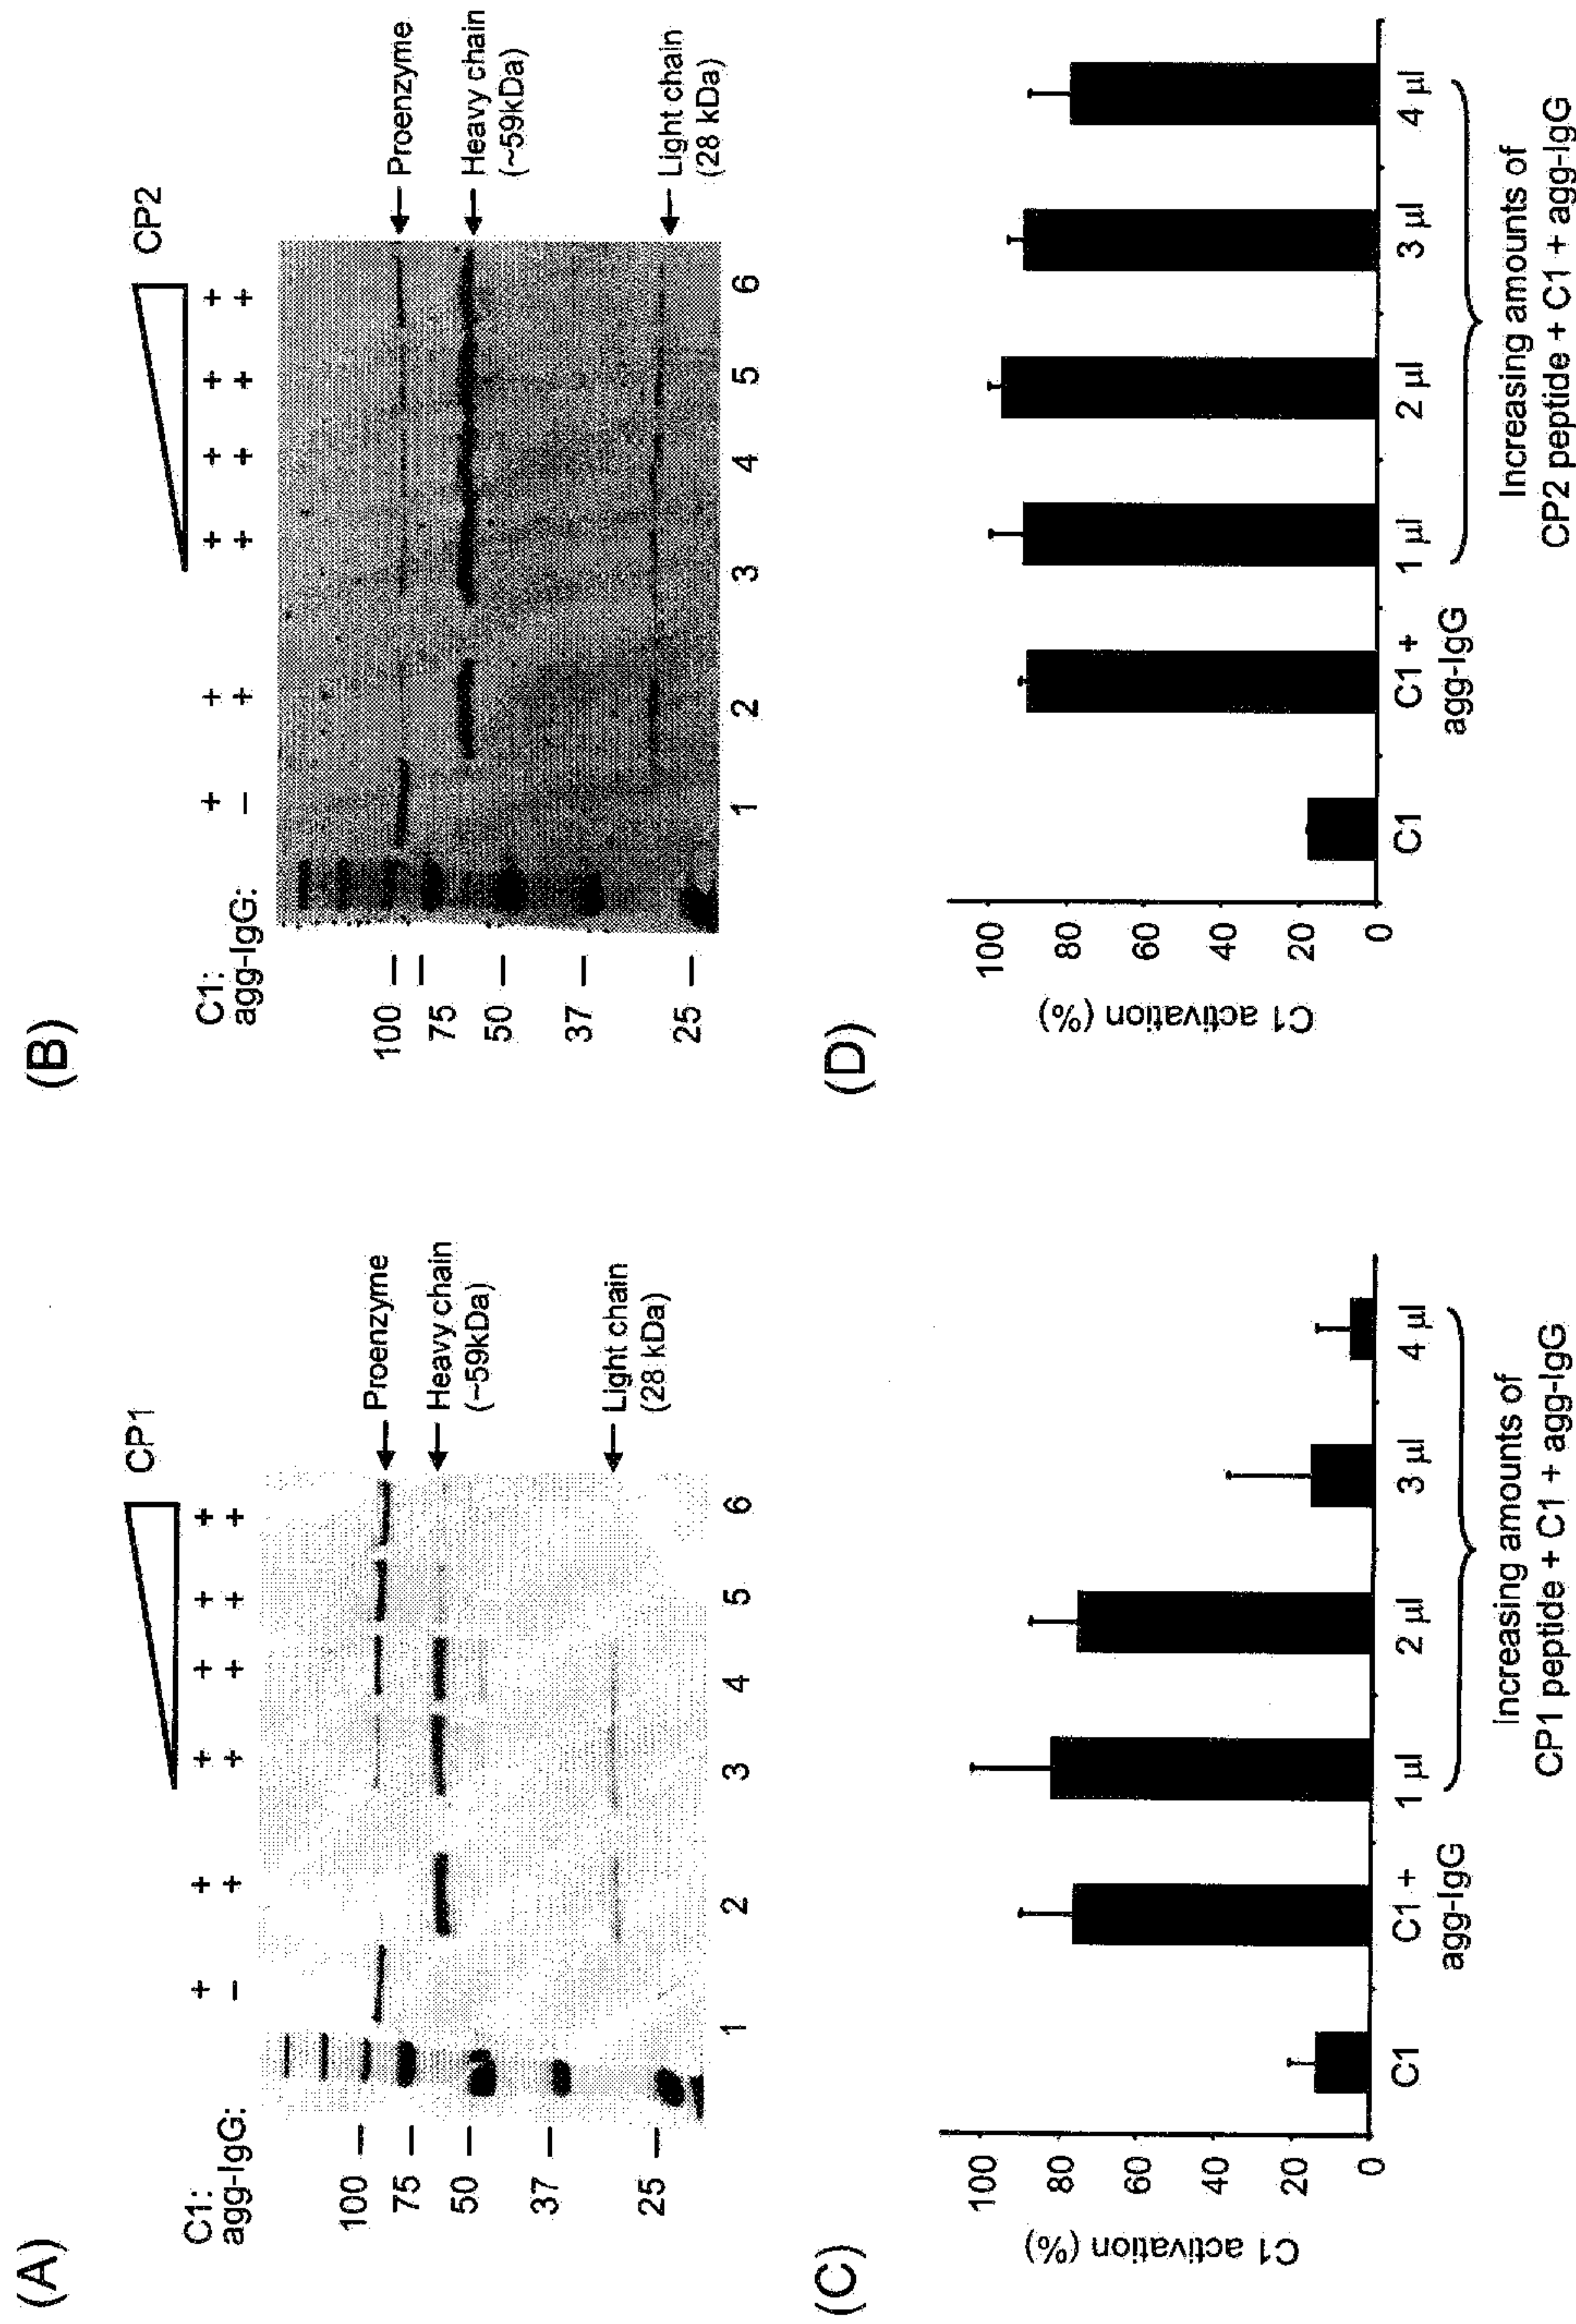 (A)
CP1
C1: + + + + + +
agg-IgG: − + + + + +
100
75
50
37
25
Proenzyme
Heavy chain
(~59kDa)
Light chain
(28 kDa)
1 2 3 4 5 6
(B)
CP2
C1: + + + + + +
agg-IgG: − + + + + +
100
75
50
37
25
Proenzyme
Heavy chain
(~59kDa)
Light chain
(28 kDa)
1 2 3 4 5 6
(C)
C1 activation (%)
100
80
60
40
20
0
C1 C1 + 1 µl 2 µl 3 µl 4 µl
agg-IgG
Increasing amounts of
CP1 peptide + C1 + agg-IgG
(D)
C1 activation (%)
100
80
60
40
20
0
C1 C1 + 1 µl 2 µl 3 µl 4 µl
agg-IgG
Increasing amounts of
CP2 peptide + C1 + agg-IgG